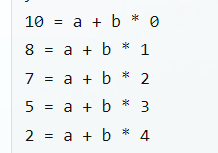 10 = a + b * 0
8 = a + b * 1
7 = a + b * 2
5 = a + b * 3
2 = a + b * 4